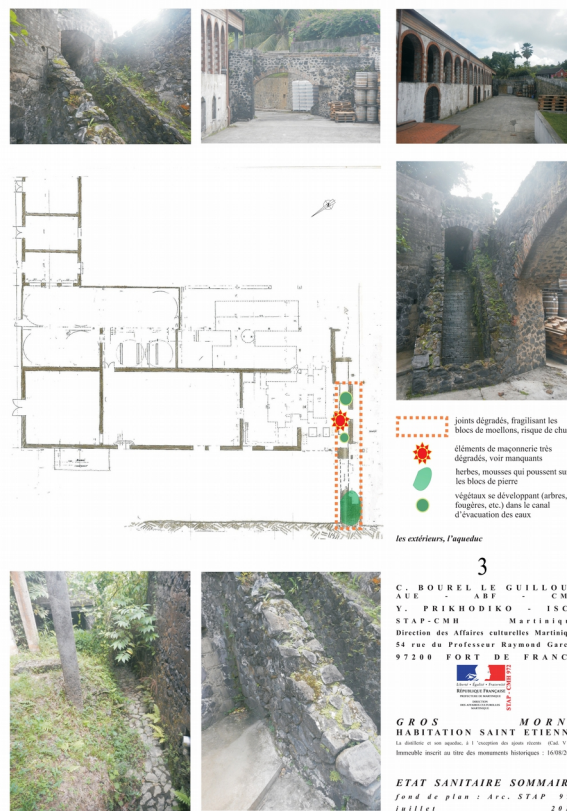 joints dégradés, fragilisant les
blocs de moellons, risque de chu
éléments de maçonnerie très
dégradés, voir manquants
herbes, mousses qui poussent su
les blocs de pierre
végétaux se développant (arbres,
fougères, etc.) dans le canal
d'évacuation des eaux
les extérieurs, l'aqueduc
3
C. BOUREL LE GUILLOU
AUE - ABF - CM
Y. PRIKHODIKO - ISC
STAP-CMH Martiniqu
Direction des Affaires culturelles Martiniq
54 rue du Professeur Raymond Garc
97200 FORT DE FRANC
Liberté • Égalité • Fraternité
RÉPUBLIQUE FRANÇAISE
STAP - CMH 972
GROS MORN
HABITATION SAINT ETIENN
La distillerie et son aqueduc, à l 'exception des ajouts récents (Cad. V
Immeuble inscrit au titre des monuments historiques : 16/08/2
ETAT SANITAIRE SOMMAIR
fond de plan : Arc. STAP 9
juillet 20